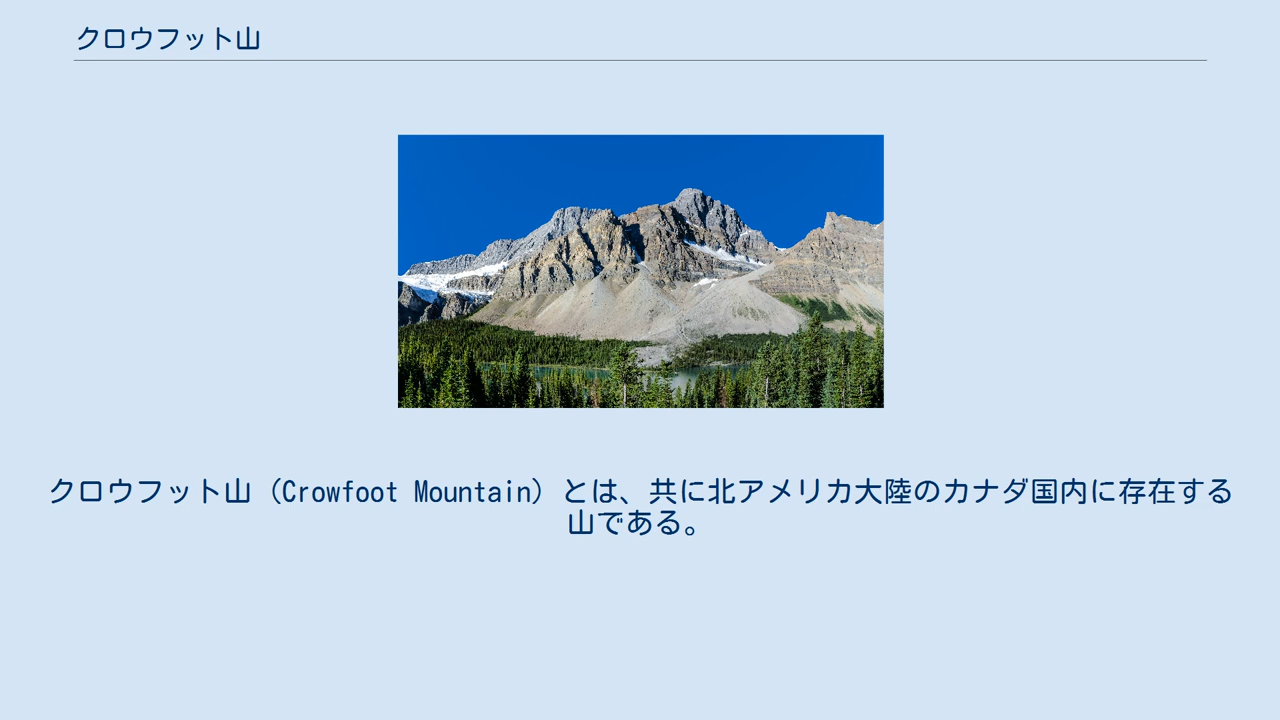 クロウフット山
クロウフット山（Crowfoot Mountain）とは、共に北アメリカ大陸のカナダ国内に存在する
山である。